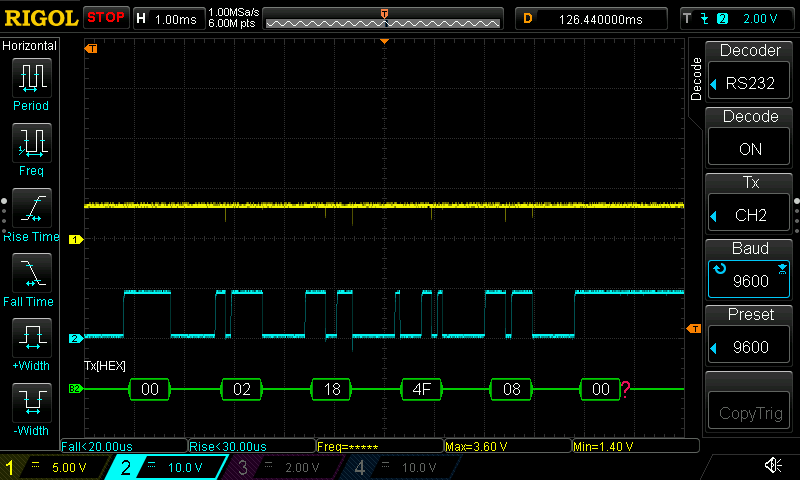 RIGOL STOP H 1.00ms 1.00MSa/s 6.00M pts D 126.440000ms T 2 2.00 V
Horizontal
Period
Freq
Rise Time
Fall Time
+Width
-Width
T
T
1
2
Tx[HEX]
B2 00 02 18 4F 08 00 ?
Fall<20.00us Rise<30.00us Freq=***** Max=3.60 V Min=1.40 V
1 5.00 V 2 10.0 V 3 2.00 V 4 10.0 V
Decode
Decoder
RS232
Decode
ON
Tx
CH2
Baud
9600
Preset
9600
CopyTrig